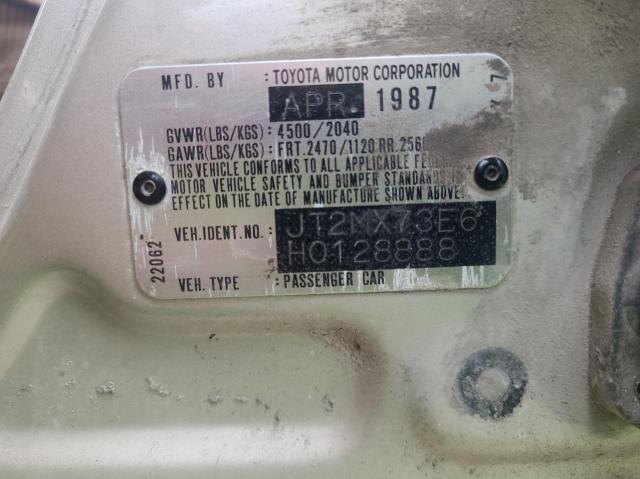 MFD. BY : TOYOTA MOTOR CORPORATION
APR. 1987
GVWR(LBS/KGS): 4500/2040
GAWR(LBS/KGS): FRT.2470/1120 RR.
THIS VEHICLE CONFORMS TO ALL APPLICABLE
MOTOR VEHICLE SAFETY AND BUMPER STANDARDS IN
EFFECT ON THE DATE OF MANUFACTURE SHOWN ABOVE.
VEH.IDENT.NO. : JT2MX73E6
H0128888
VEH. TYPE : PASSENGER CAR
22062